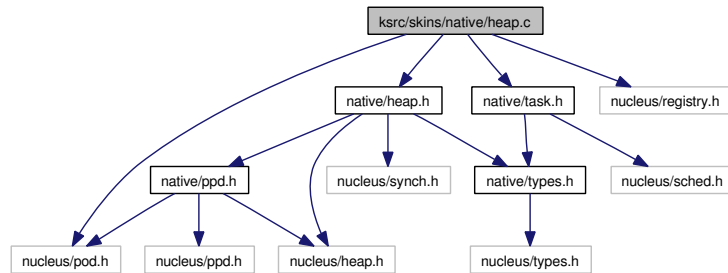 ksrc/skins/native/heap.c
native/heap.h
native/task.h
nucleus/registry.h
native/ppd.h
nucleus/synch.h
native/types.h
nucleus/sched.h
nucleus/pod.h
nucleus/ppd.h
nucleus/heap.h
nucleus/types.h